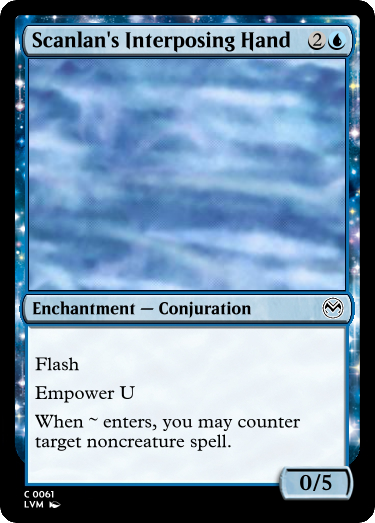 Scanlan's Interposing Hand 2
Enchantment — Conjuration
Flash
Empower U
When ~ enters, you may counter
target noncreature spell.
0/5
C 0061
LVM